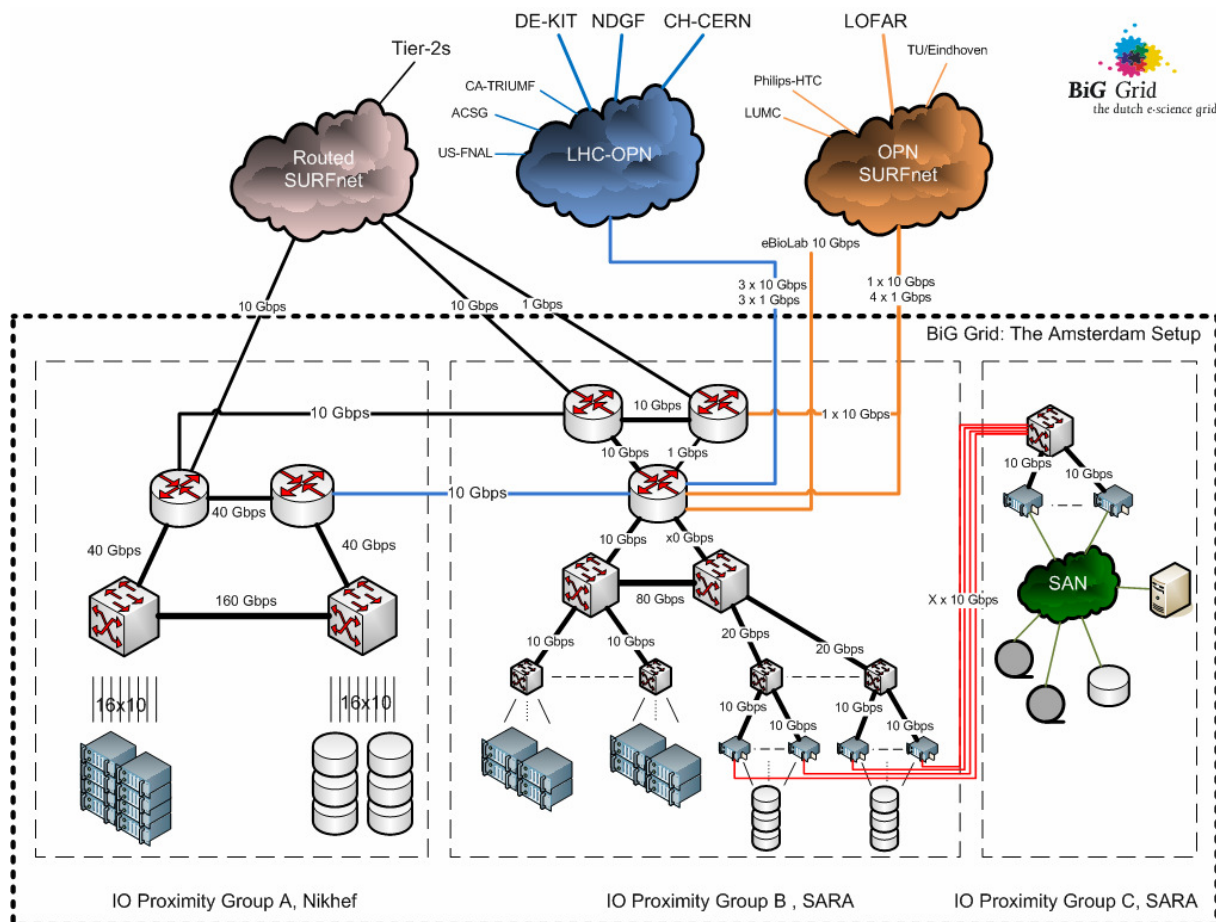 DE-KIT NDGF CH-CERN
LOFAR
TU/Eindhoven
BiG Grid
the dutch e-science grid
Tier-2s
CA-TRIUMF
ACSG
US-FNAL
Philips-HTC
LUMC
Routed
SURFnet
LHC-OPN
OPN
SURFnet
eBioLab 10 Gbps
3 x 10 Gbps
3 x 1 Gbps
1 x 10 Gbps
4 x 1 Gbps
10 Gbps
10 Gbps
1 Gbps
BiG Grid: The Amsterdam Setup
10 Gbps
10 Gbps
1 x 10 Gbps
10 Gbps
1 Gbps
10 Gbps
10 Gbps
10 Gbps
40 Gbps
40 Gbps
40 Gbps
160 Gbps
10 Gbps
x0 Gbps
80 Gbps
SAN
X x 10 Gbps
10 Gbps
10 Gbps
20 Gbps
20 Gbps
16x10
16x10
10 Gbps
10 Gbps
10 Gbps
10 Gbps
IO Proximity Group A, Nikhef
IO Proximity Group B , SARA
IO Proximity Group C, SARA